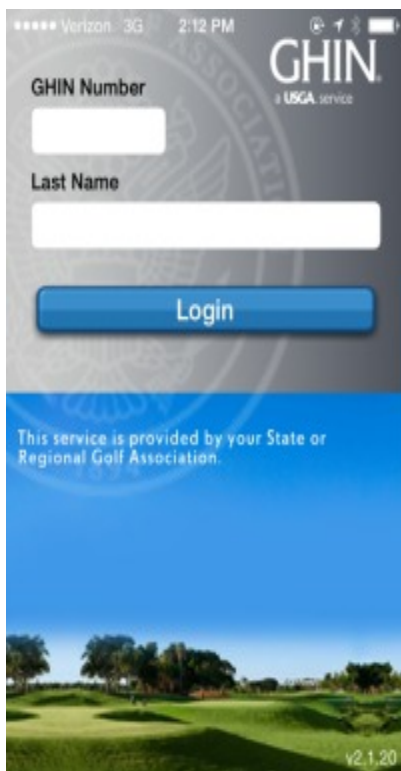 Verizon 3G 2:12 PM
GHIN.
a USGA service
GHIN Number
Last Name
Login
This service is provided by your State or
Regional Golf Association.
v2.1.20